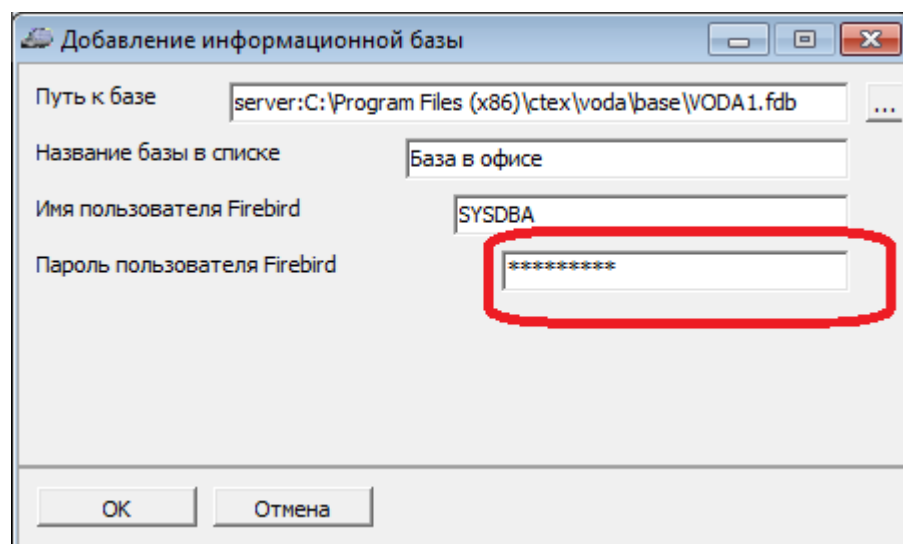 Добавление информационной базы
Путь к базе server:C:\Program Files (x86)\ctex\voda\base\VODA1.fdb ...
Название базы в списке База в офисе
Имя пользователя Firebird SYSDBA
Пароль пользователя Firebird *********
ОК Отмена